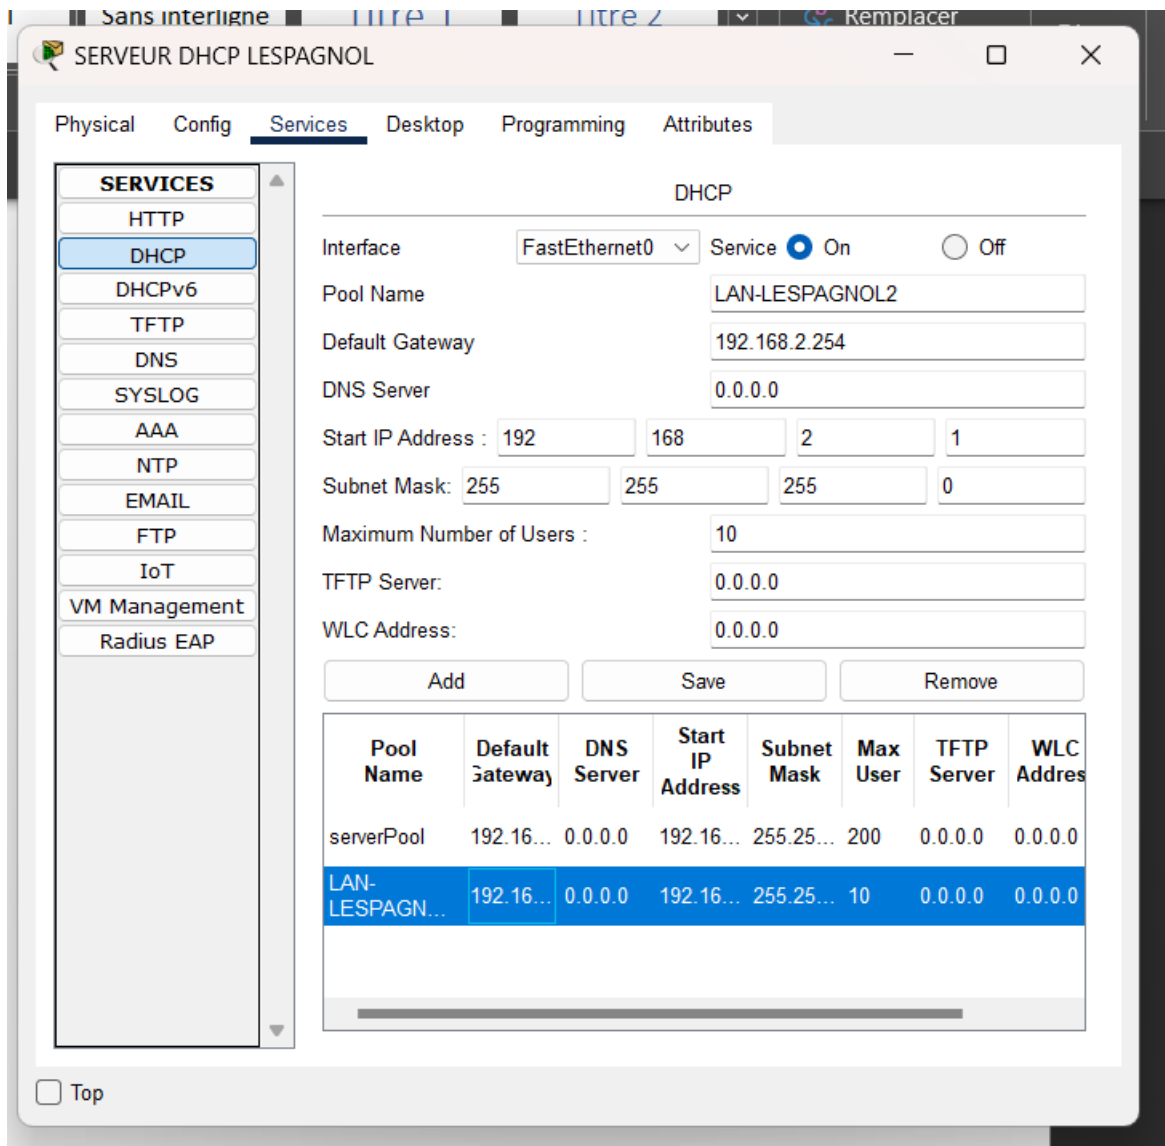 Sans interligne Titre 1 Titre 2 Remplacer
SERVEUR DHCP LESPAGNOL
Physical Config Services Desktop Programming Attributes
SERVICES
HTTP
DHCP
DHCPv6
TFTP
DNS
SYSLOG
AAA
NTP
EMAIL
FTP
IoT
VM Management
Radius EAP
DHCP
Interface FastEthernet0 Service On Off
Pool Name LAN-LESPAGNOL2
Default Gateway 192.168.2.254
DNS Server 0.0.0.0
Start IP Address : 192 168 2 1
Subnet Mask: 255 255 255 0
Maximum Number of Users : 10
TFTP Server: 0.0.0.0
WLC Address: 0.0.0.0
Add Save Remove
Pool Name Default Gateway DNS Server Start IP Address Subnet Mask Max User TFTP Server WLC Addres
serverPool 192.16... 0.0.0.0 192.16... 255.25... 200 0.0.0.0 0.0.0.0
LAN-LESPAGN... 192.16... 0.0.0.0 192.16... 255.25... 10 0.0.0.0 0.0.0.0
Top